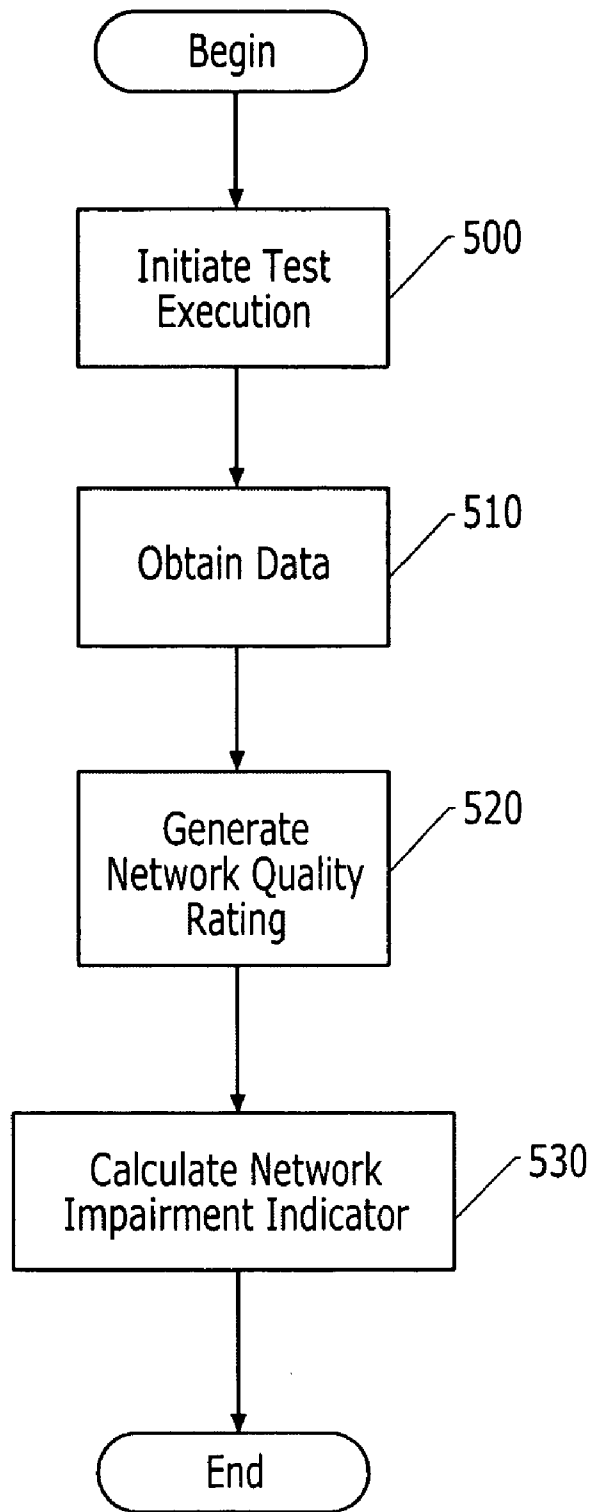 Begin
Initiate Test
Execution
500
Obtain Data
510
Generate
Network Quality
Rating
520
Calculate Network
Impairment Indicator
530
End